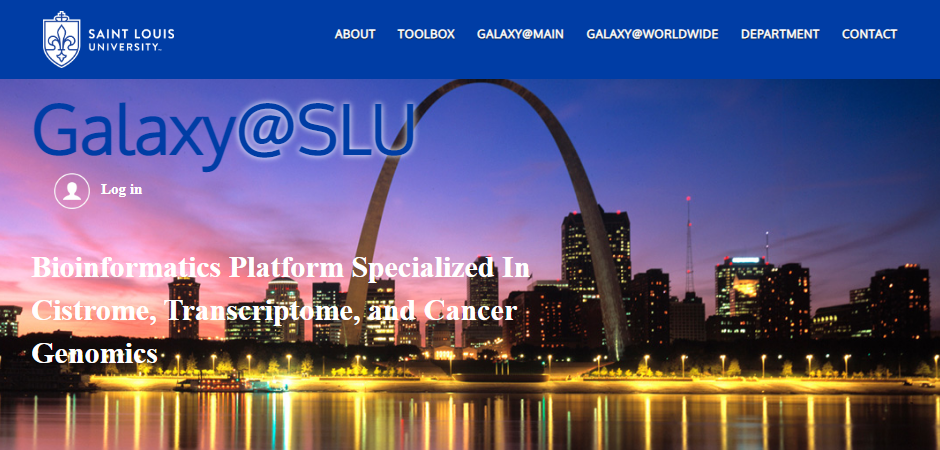 SAINT LOUIS
UNIVERSITY™
ABOUT TOOLBOX GALAXY@MAIN GALAXY@WORLDWIDE DEPARTMENT CONTACT
Galaxy@SLU
Log in
Bioinformatics Platform Specialized In
Cistrome, Transcriptome, and Cancer
Genomics